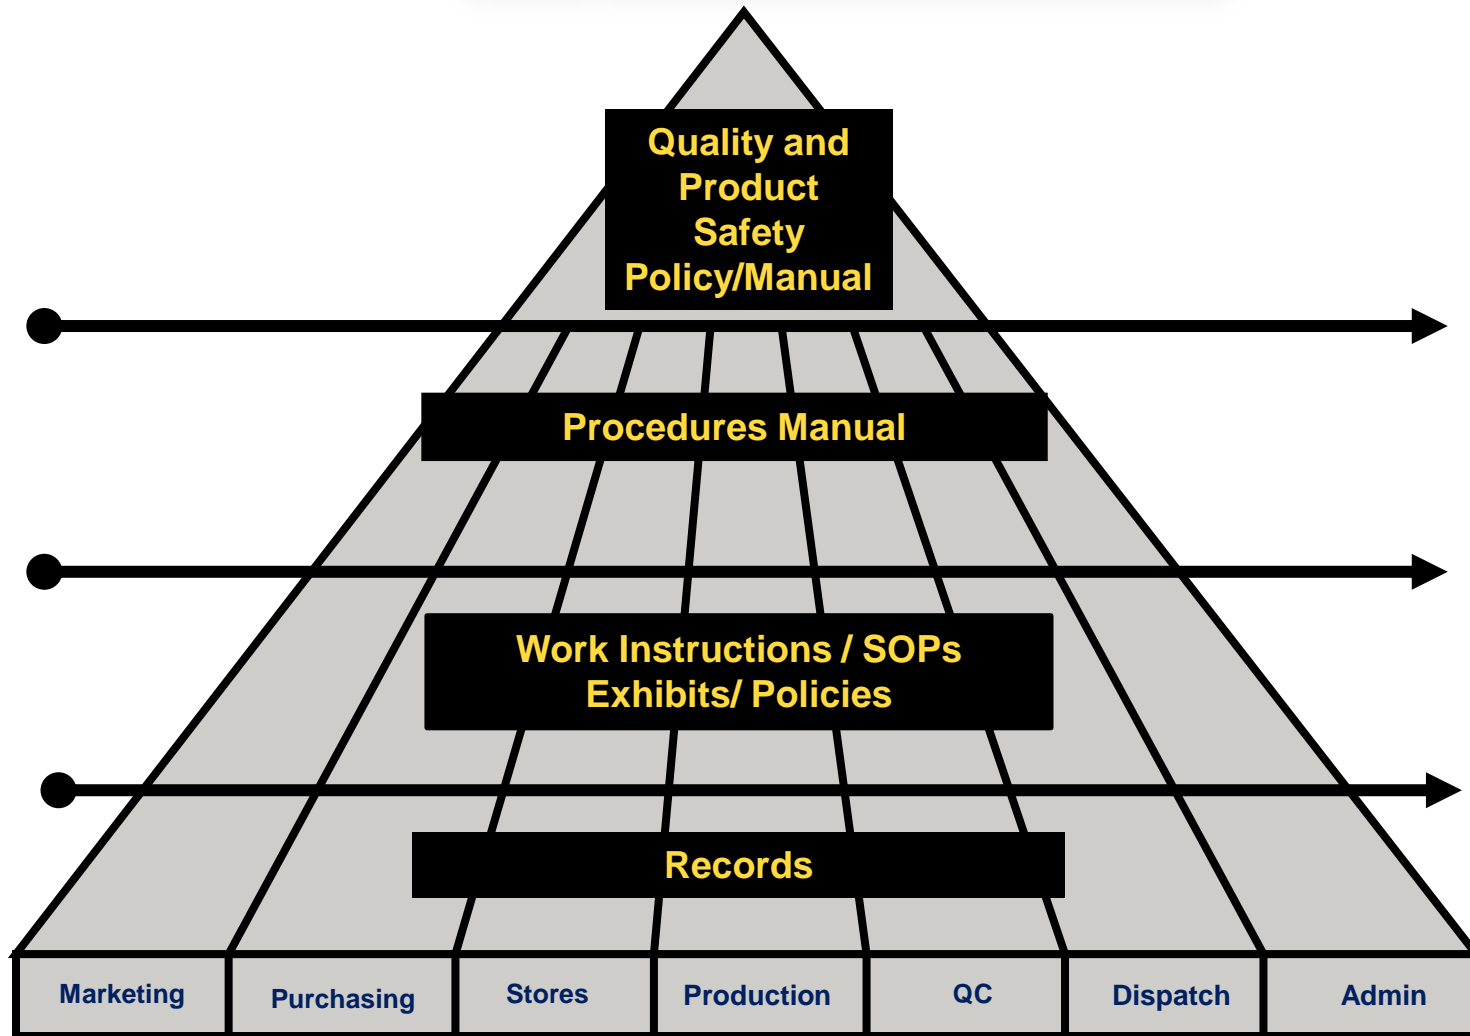 Quality and
Product
Safety
Policy/Manual
Procedures Manual
Work Instructions / SOPs
Exhibits/ Policies
Records
Marketing
Purchasing
Stores
Production
QC
Dispatch
Admin